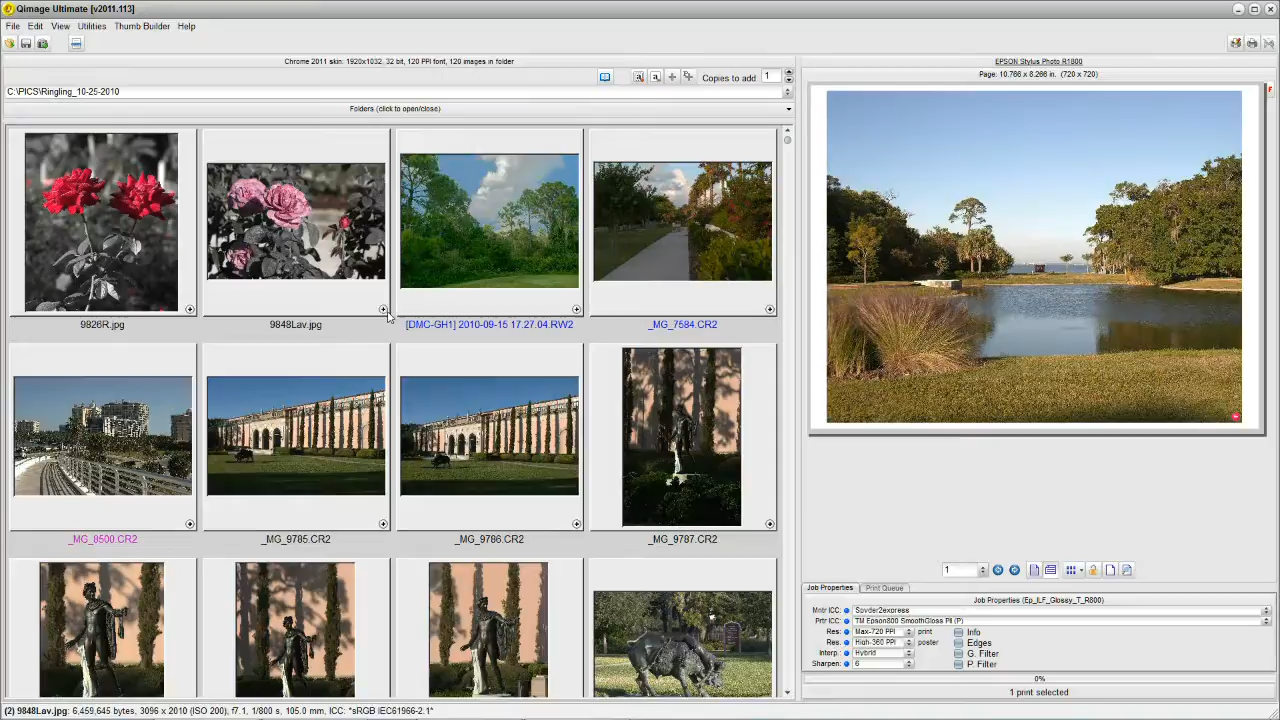 Qimage Ultimate [v2011.113]
File Edit View Utilities Thumb Builder Help
Chrome 2011 skin: 1920x1032, 32 bit, 120 PPI font, 120 images in folder
EPSON Stylus Photo R1800
Copies to add 1
Page: 10.766 x 8.266 in. (720 x 720)
C:\PICS\Ringling_10-25-2010
Folders (click to open/close)
9826R.jpg
9848Lav.jpg
[DMC-GH1] 2010-09-15 17.27.04.RW2
_MG_7584.CR2
_MG_8500.CR2
_MG_9785.CR2
_MG_9786.CR2
_MG_9787.CR2
1
Job Properties Print Queue
Job Properties (Ep_ILF_Glossy_T_R800)
Mntr ICC: Spyder2express
Prtr ICC: TM Epson800 SmoothGloss Pll (P)
Res: Max-720 PPI print Info
Res. High-360 PPI poster Edges
Interp.: Hybrid G. Filter
Sharpen: 6 P. Filter
0%
1 print selected
(2) 9848Lav.jpg: 6,459,645 bytes, 3096 x 2010 (ISO 200), f7.1, 1/800 s, 105.0 mm, ICC: "sRGB IEC61966-2.1"